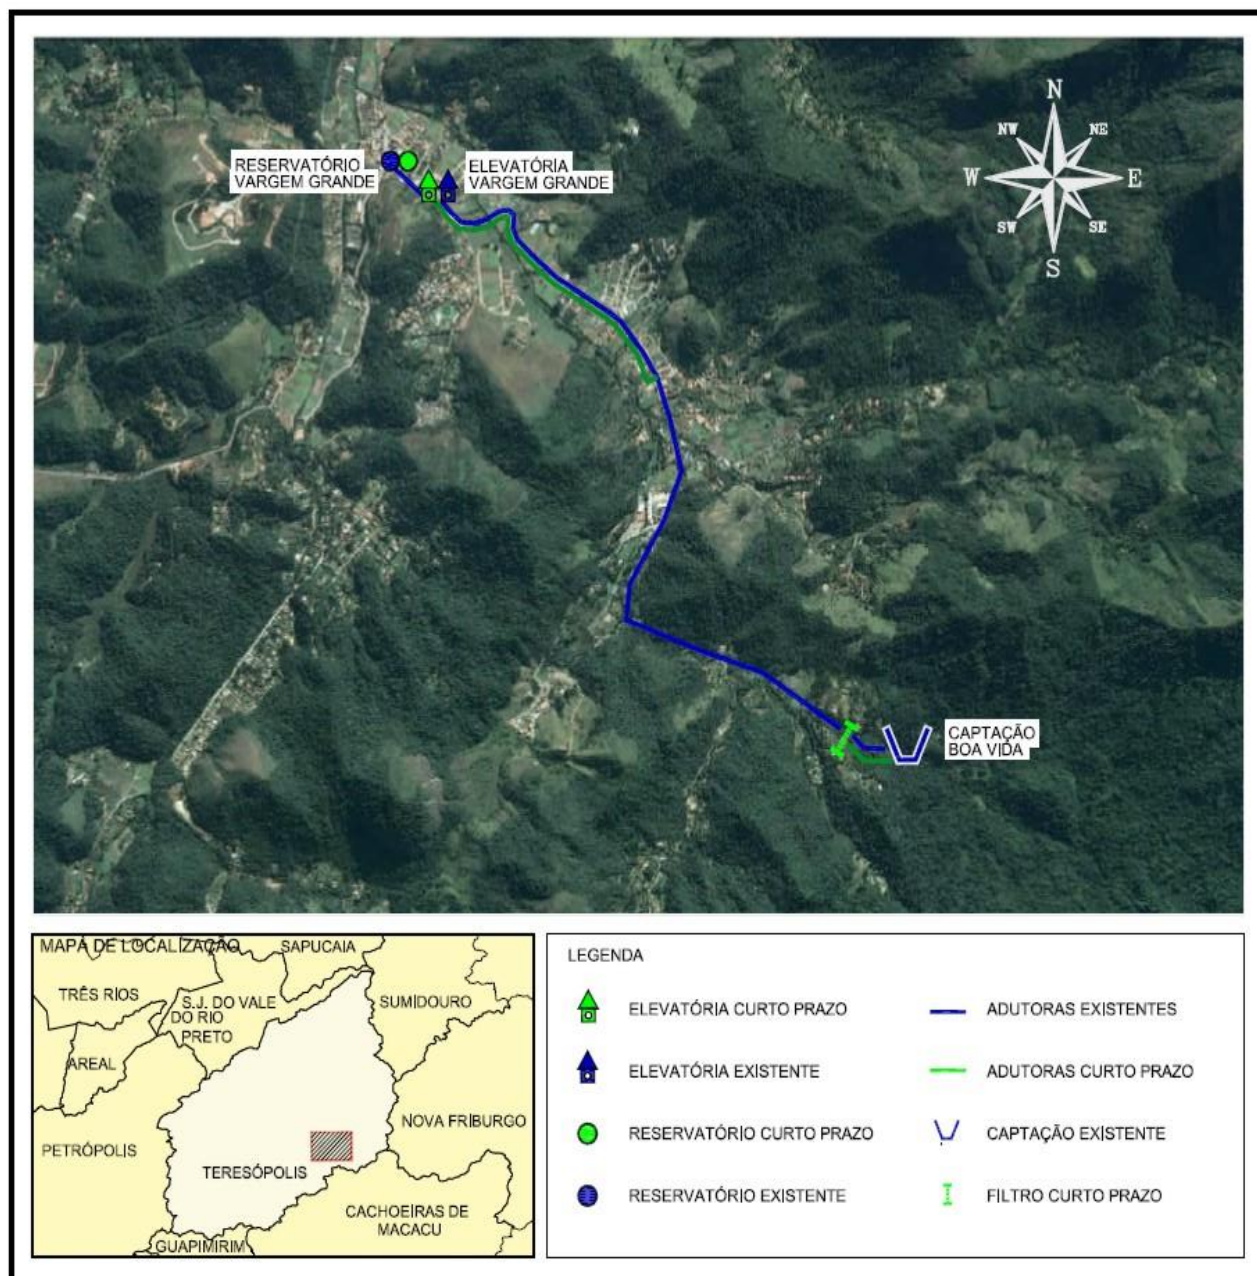 N
NW
NE
W
E
SW
SE
S
RESERVATÓRIO
VARGEM GRANDE
ELEVATÓRIA
VARGEM GRANDE
CAPTAÇÃO
BOA VIDA
MAPA DE LOCALIZAÇÃO
SAPUCAIA
TRÊS RIOS
S.J. DO VALE
DO RIO
PRETO
SUMIDOURO
AREAL
NOVA FRIBURGO
PETRÓPOLIS
TERESÓPOLIS
CACHOEIRAS DE
MACACU
GUAPIMIRIM
LEGENDA
ELEVATÓRIA CURTO PRAZO
ELEVATÓRIA EXISTENTE
RESERVATÓRIO CURTO PRAZO
RESERVATÓRIO EXISTENTE
ADUTORAS EXISTENTES
ADUTORAS CURTO PRAZO
CAPTAÇÃO EXISTENTE
FILTRO CURTO PRAZO